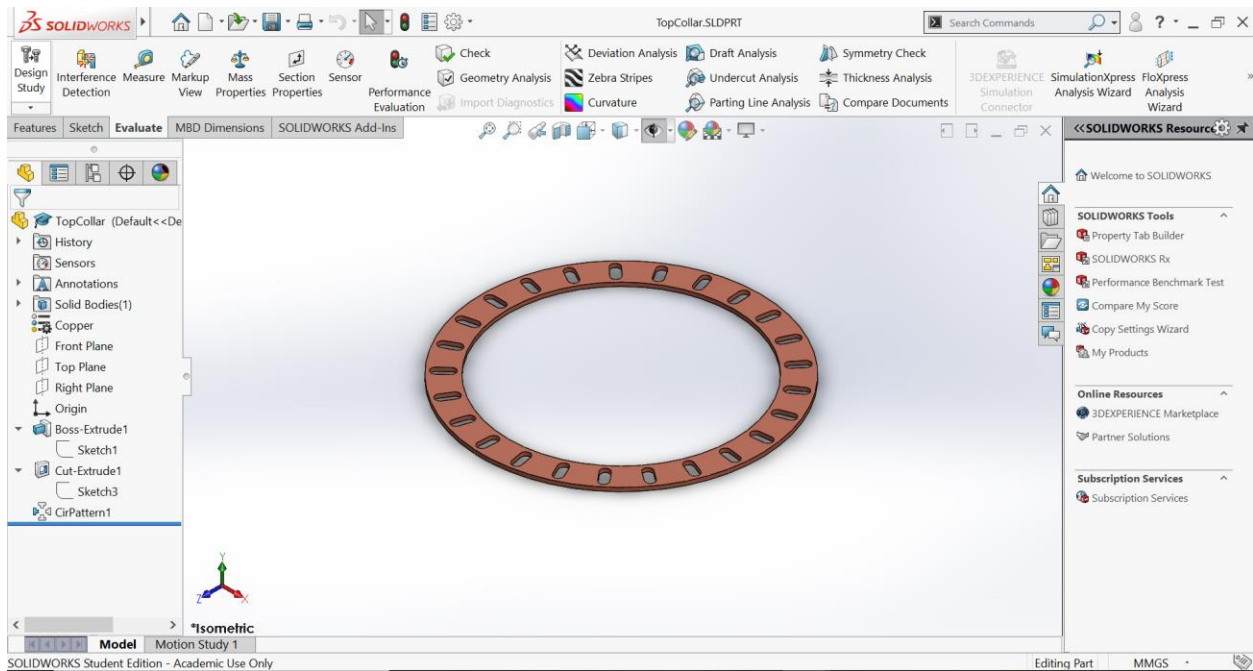 SOLIDWORKS
TopCollar.SLDPRT
Search Commands
?
Design Study
Interference Detection
Measure
Markup View
Mass Properties
Section Properties
Sensor
Performance Evaluation
Check
Geometry Analysis
Import Diagnostics
Deviation Analysis
Zebra Stripes
Curvature
Draft Analysis
Undercut Analysis
Parting Line Analysis
Symmetry Check
Thickness Analysis
Compare Documents
3DEXPERIENCE Simulation Connector
SimulationXpress Analysis Wizard
FloXpress Analysis Wizard
Features
Sketch
Evaluate
MBD Dimensions
SOLIDWORKS Add-Ins
TopCollar (Default<<De
History
Sensors
Annotations
Solid Bodies(1)
Copper
Front Plane
Top Plane
Right Plane
Origin
Boss-Extrude1
Sketch1
Cut-Extrude1
Sketch3
CirPattern1
Y
Z
X
*Isometric
SOLIDWORKS Resource
Welcome to SOLIDWORKS
SOLIDWORKS Tools
Property Tab Builder
SOLIDWORKS Rx
Performance Benchmark Test
Compare My Score
Copy Settings Wizard
My Products
Online Resources
3DEXPERIENCE Marketplace
Partner Solutions
Subscription Services
Subscription Services
Model
Motion Study 1
SOLIDWORKS Student Edition - Academic Use Only
Editing Part
MMGS